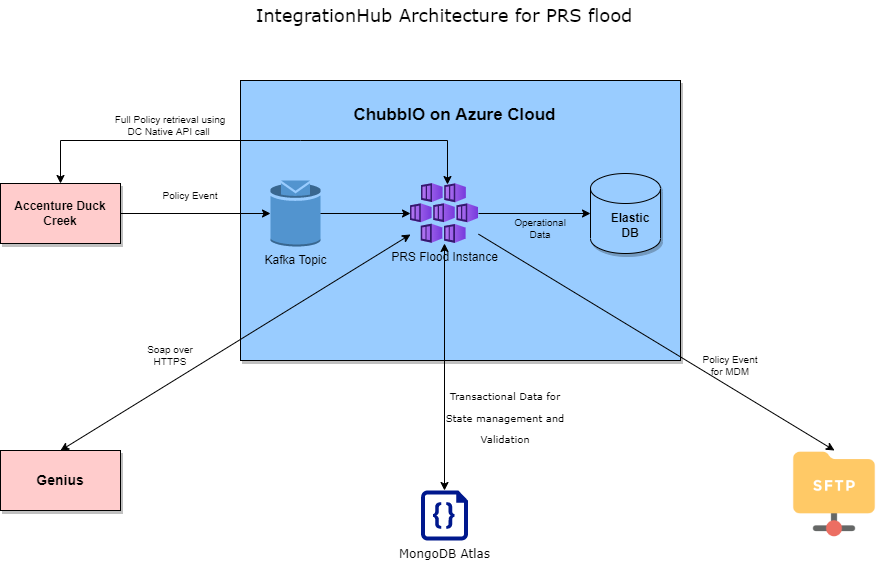 IntegrationHub Architecture for PRS flood
ChubbIO on Azure Cloud
Full Policy retrieval using
DC Native API call
Accenture Duck
Creek
Policy Event
Kafka Topic
PRS Flood Instance
Operational
Data
Elastic
DB
Soap over
HTTPS
Policy Event
for MDM
Transactional Data for
State management and
Validation
Genius
SFTP
MongoDB Atlas